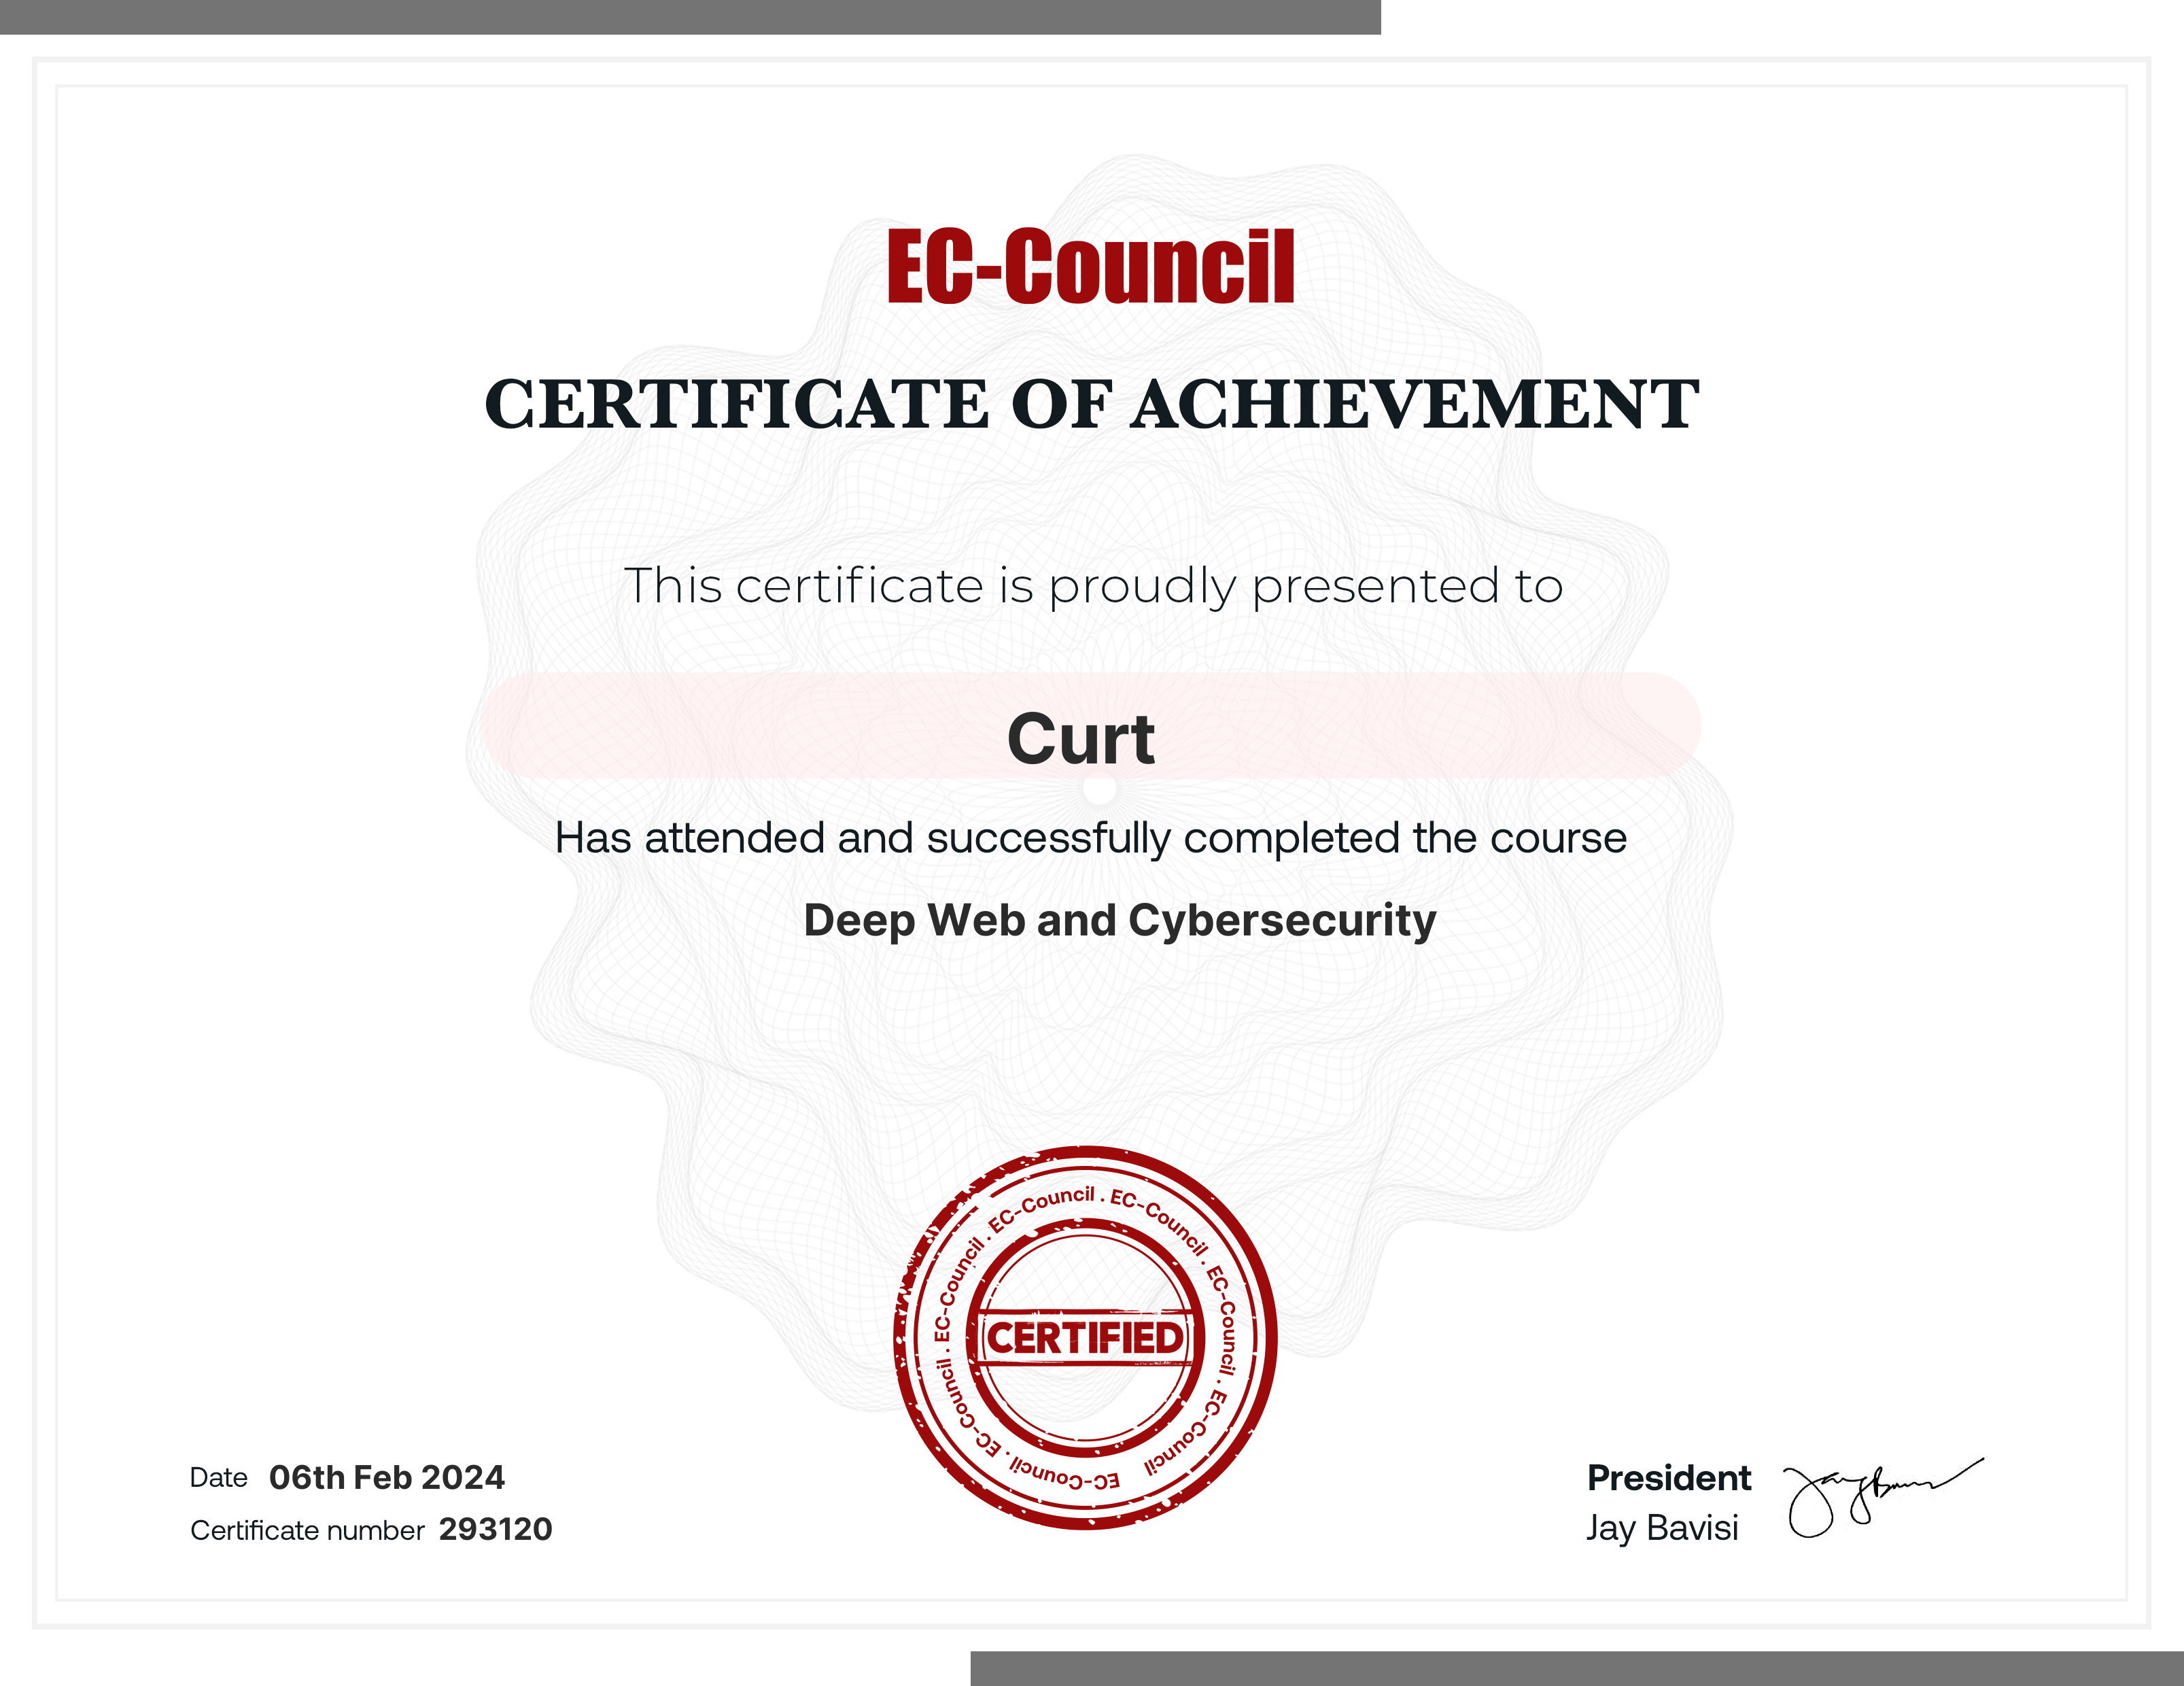 EC-Council
CERTIFICATE OF ACHIEVEMENT
This certificate is proudly presented to
Curt
Has attended and successfully completed the course
Deep Web and Cybersecurity
EC-Council . EC-Council . EC-Council . EC-Council . EC-Council EC-Council . EC-Council . EC-Council .
CERTIFIED
Date 06th Feb 2024
Certificate number 293120
President
Jay Bavisi